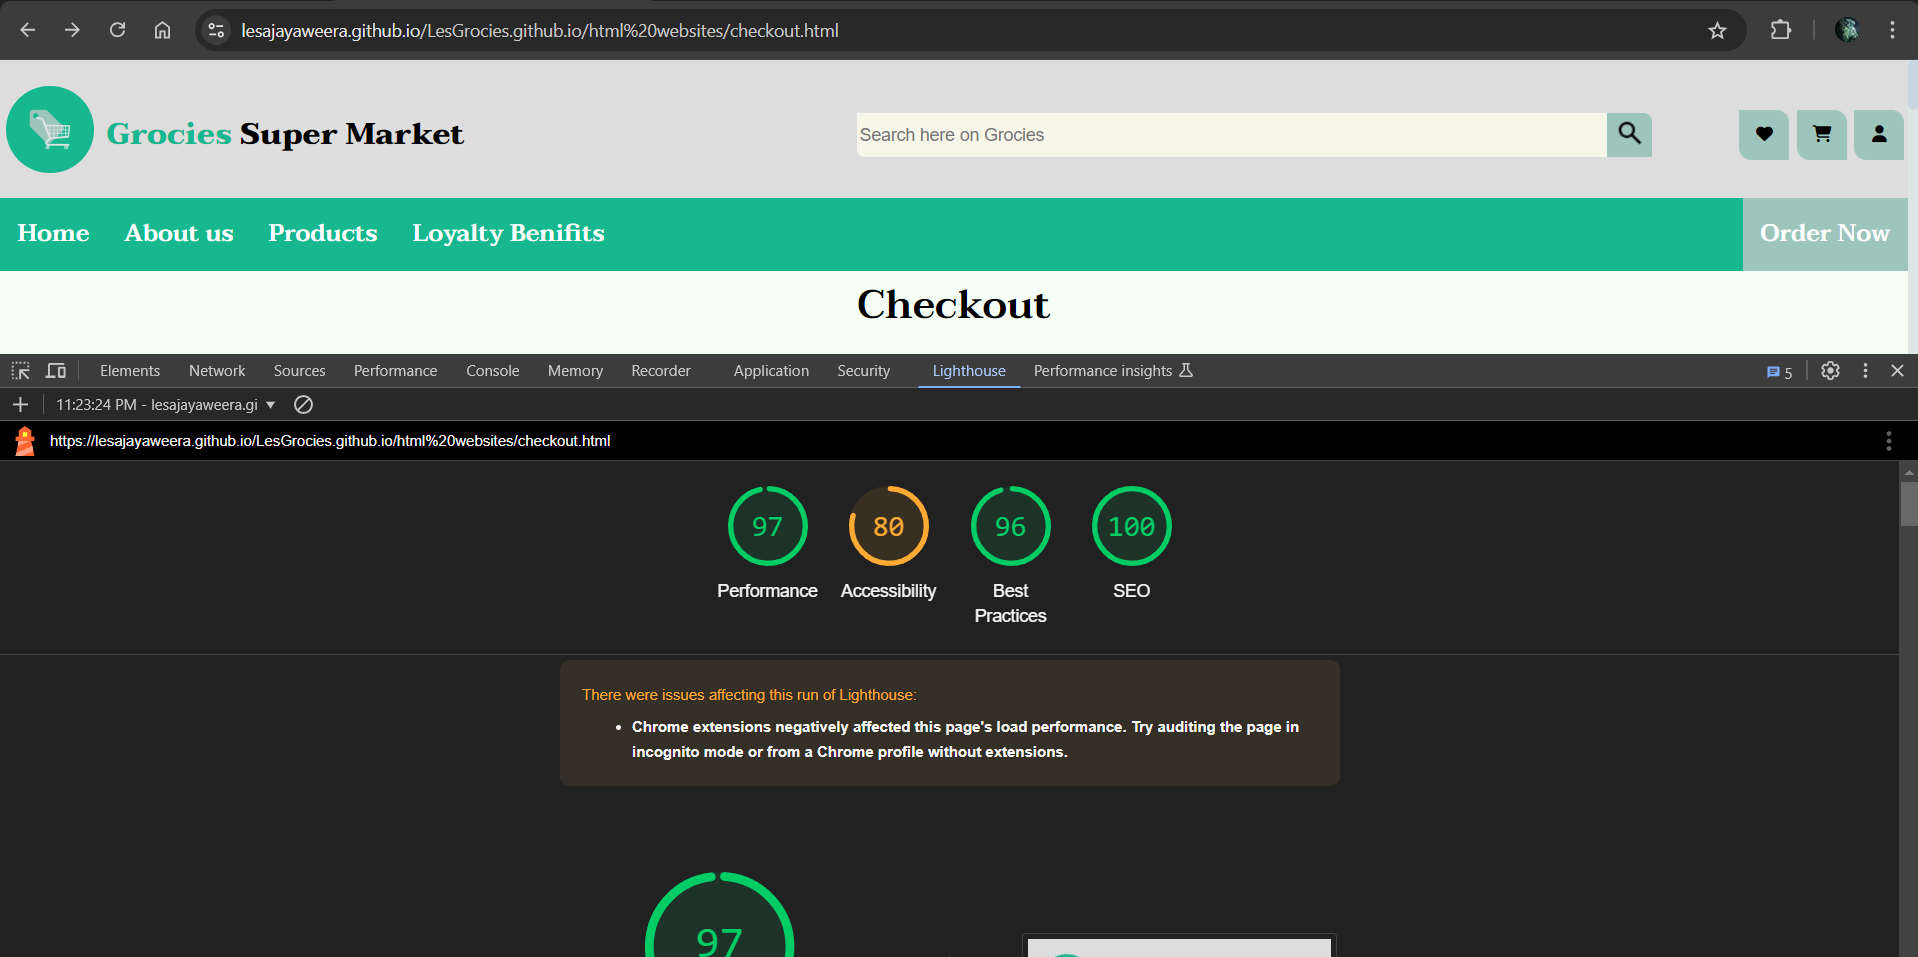 lesajayaweera.github.io/LesGrocies.github.io/html%20websites/checkout.html
Grocies Super Market
Search here on Grocies
Home About us Products Loyalty Benifits Order Now
Checkout
Elements Network Sources Performance Console Memory Recorder Application Security Lighthouse Performance insights 5
11:23:24 PM - lesajayaweera.gi
https://lesajayaweera.github.io/LesGrocies.github.io/html%20websites/checkout.html
97 80 96 100
Performance Accessibility Best Practices SEO
There were issues affecting this run of Lighthouse:
• Chrome extensions negatively affected this page's load performance. Try auditing the page in
incognito mode or from a Chrome profile without extensions.
97